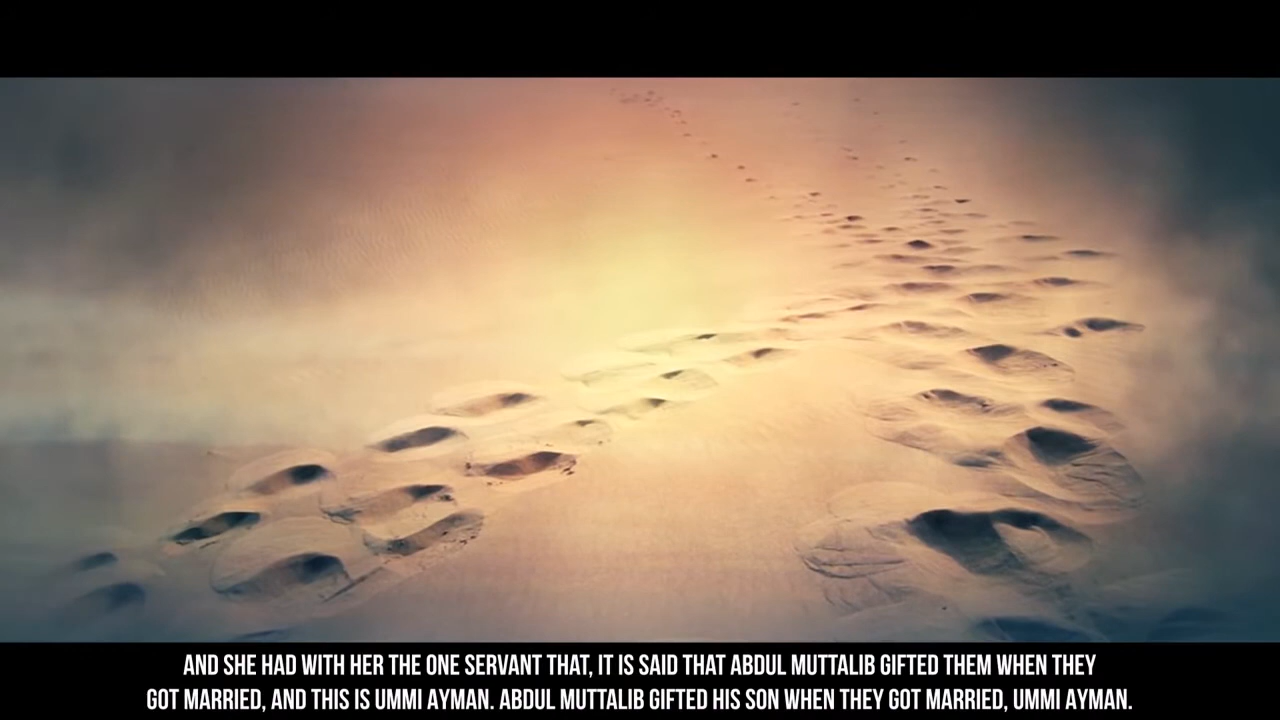 AND SHE HAD WITH HER THE ONE SERVANT THAT, IT IS SAID THAT ABDUL MUTTALIB GIFTED THEM WHEN THEY
GOT MARRIED, AND THIS IS UMMI AYMAN. ABDUL MUTTALIB GIFTED HIS SON WHEN THEY GOT MARRIED, UMMI AYMAN.